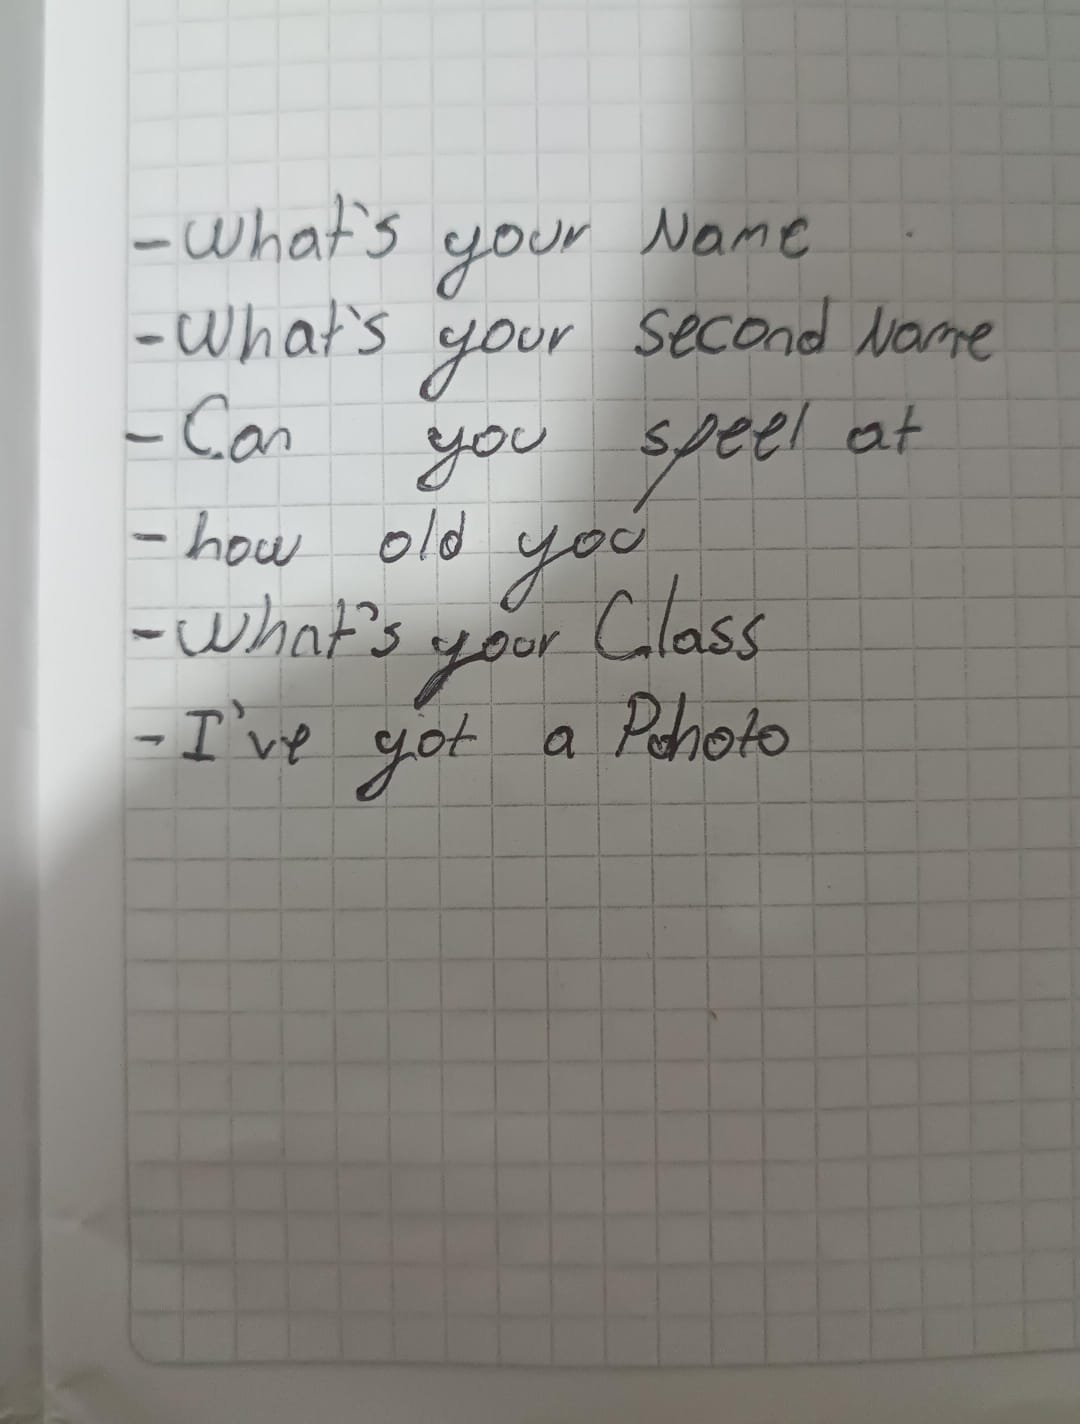 - What's your Name
- What's your second Name
- Can you speel at
- how old you
- What's your Class
- I've got a Pohoto